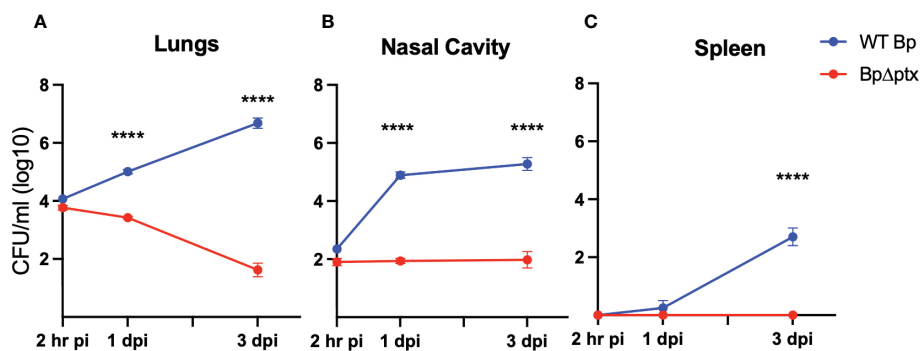 A
Lungs
CFU/ml (log10)
8
6
4
2
****
****
2 hr pi 1 dpi 3 dpi
B
Nasal Cavity
8
6
4
2
****
****
2 hr pi 1 dpi 3 dpi
C
Spleen
8
6
4
2
****
2 hr pi 1 dpi 3 dpi
WT Bp
BpΔptx